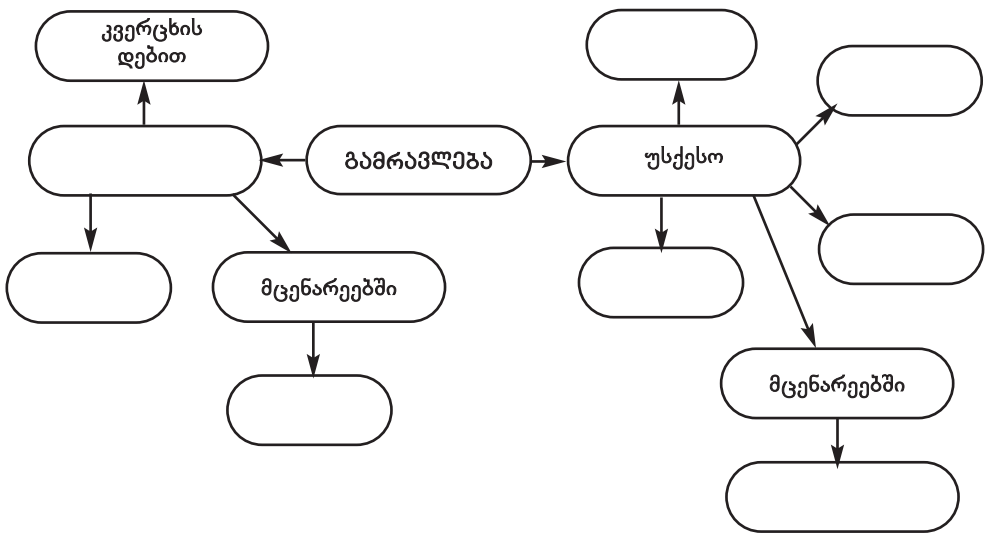 კვერცხის
დებით
გამრავლება
უსქესო
მცენარეებში
მცენარეებში